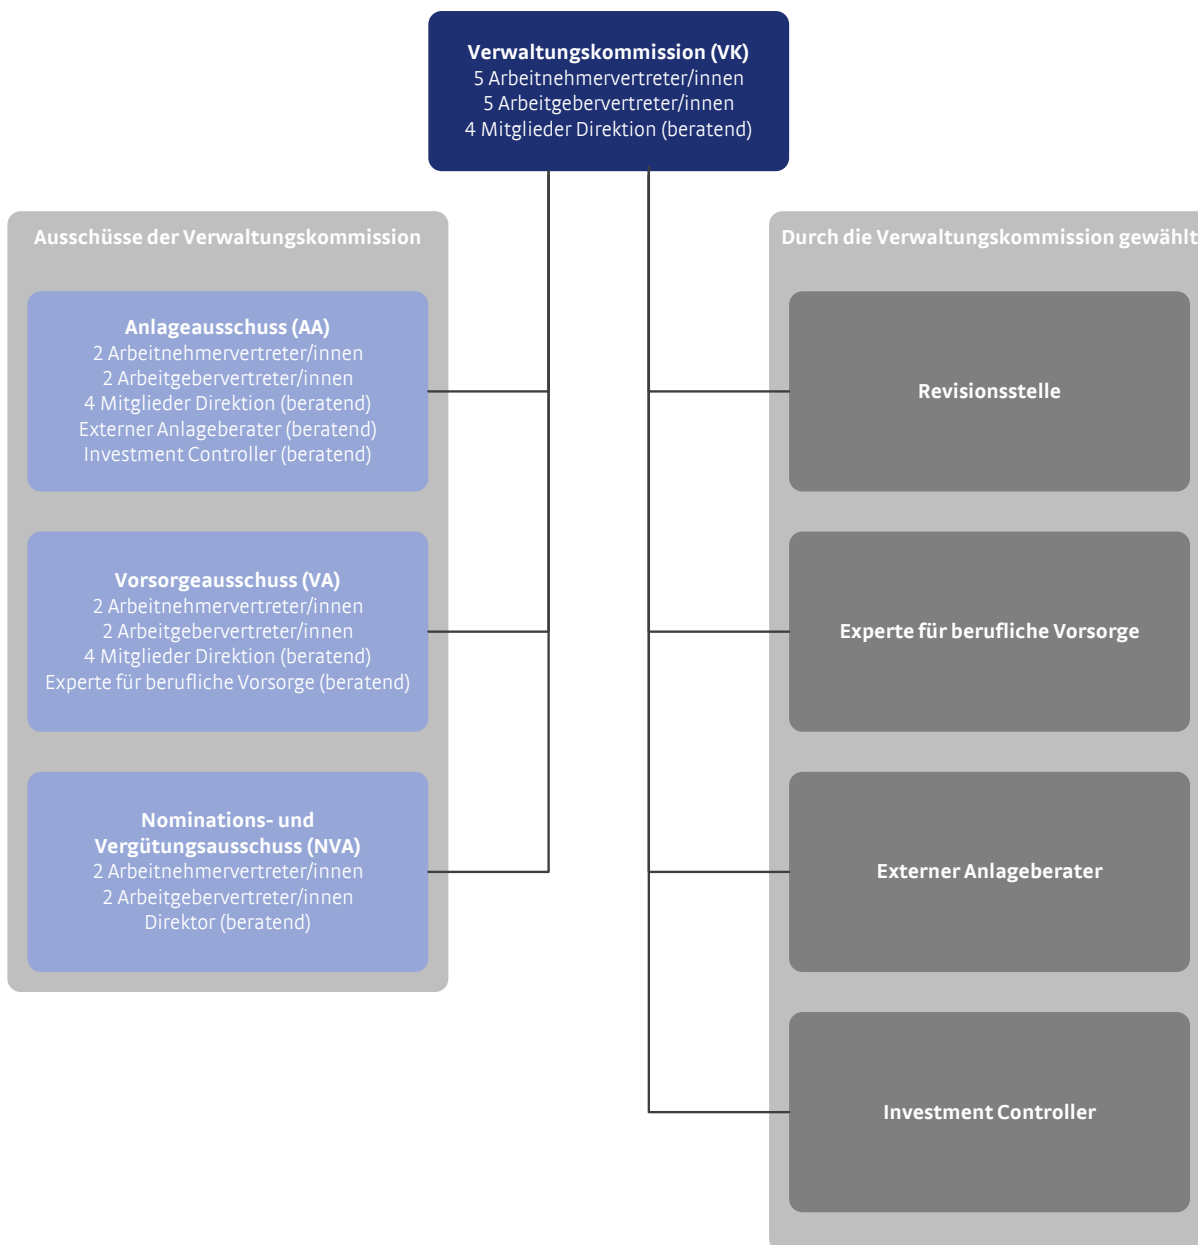 Verwaltungskommission (VK)
5 Arbeitnehmervertreter/innen
5 Arbeitgebervertreter/innen
4 Mitglieder Direktion (beratend)
Ausschüsse der Verwaltungskommission
Anlageausschuss (AA)
2 Arbeitnehmervertreter/innen
2 Arbeitgebervertreter/innen
4 Mitglieder Direktion (beratend)
Externer Anlageberater (beratend)
Investment Controller (beratend)
Vorsorgeausschuss (VA)
2 Arbeitnehmervertreter/innen
2 Arbeitgebervertreter/innen
4 Mitglieder Direktion (beratend)
Experte für berufliche Vorsorge (beratend)
Nominations- und
Vergütungsausschuss (NVA)
2 Arbeitnehmervertreter/innen
2 Arbeitgebervertreter/innen
Direktor (beratend)
Durch die Verwaltungskommission gewählt
Revisionsstelle
Experte für berufliche Vorsorge
Externer Anlageberater
Investment Controller